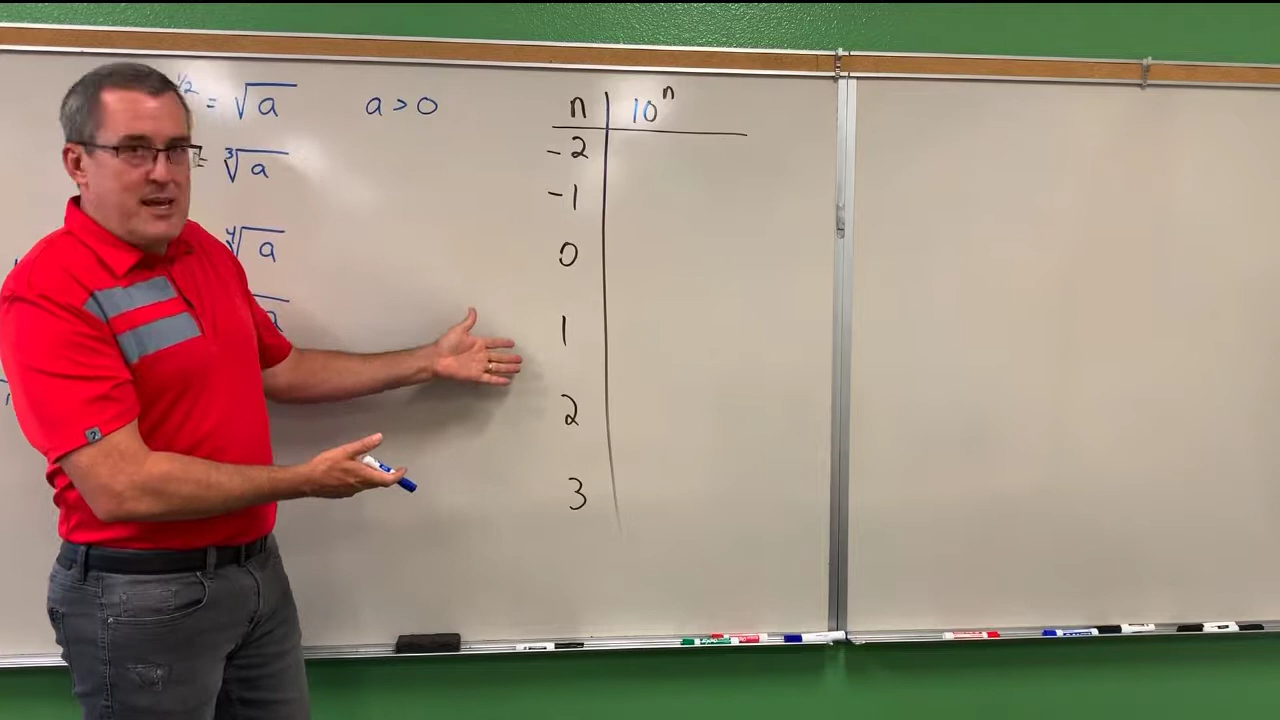 1/2 = √a a > 0
= ³√a
⁴√a
a
n 10ⁿ
-2
-1
0
1
2
3